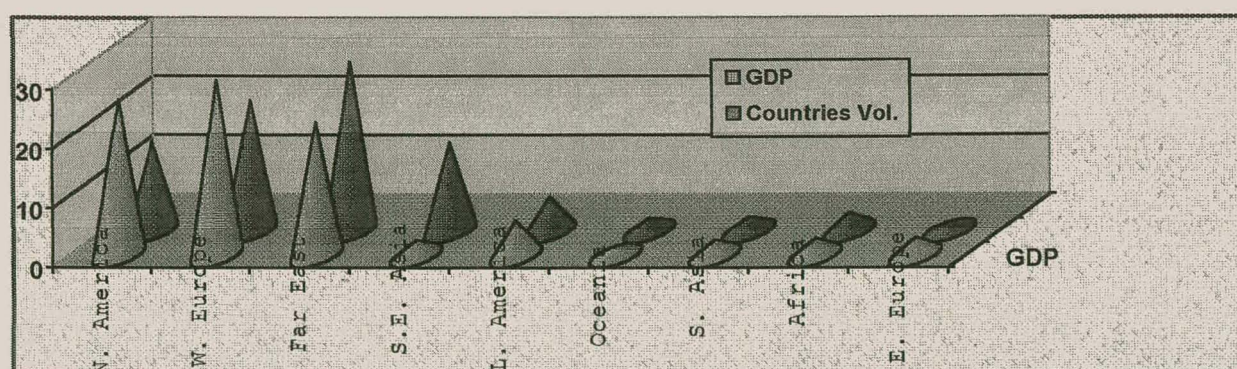 30
20
10
0
GDP
Countries Vol.
N. America
W. Europe
Far East
S.E. Asia
L. America
Oceania
S. Asia
Africa
E. Europe
GDP